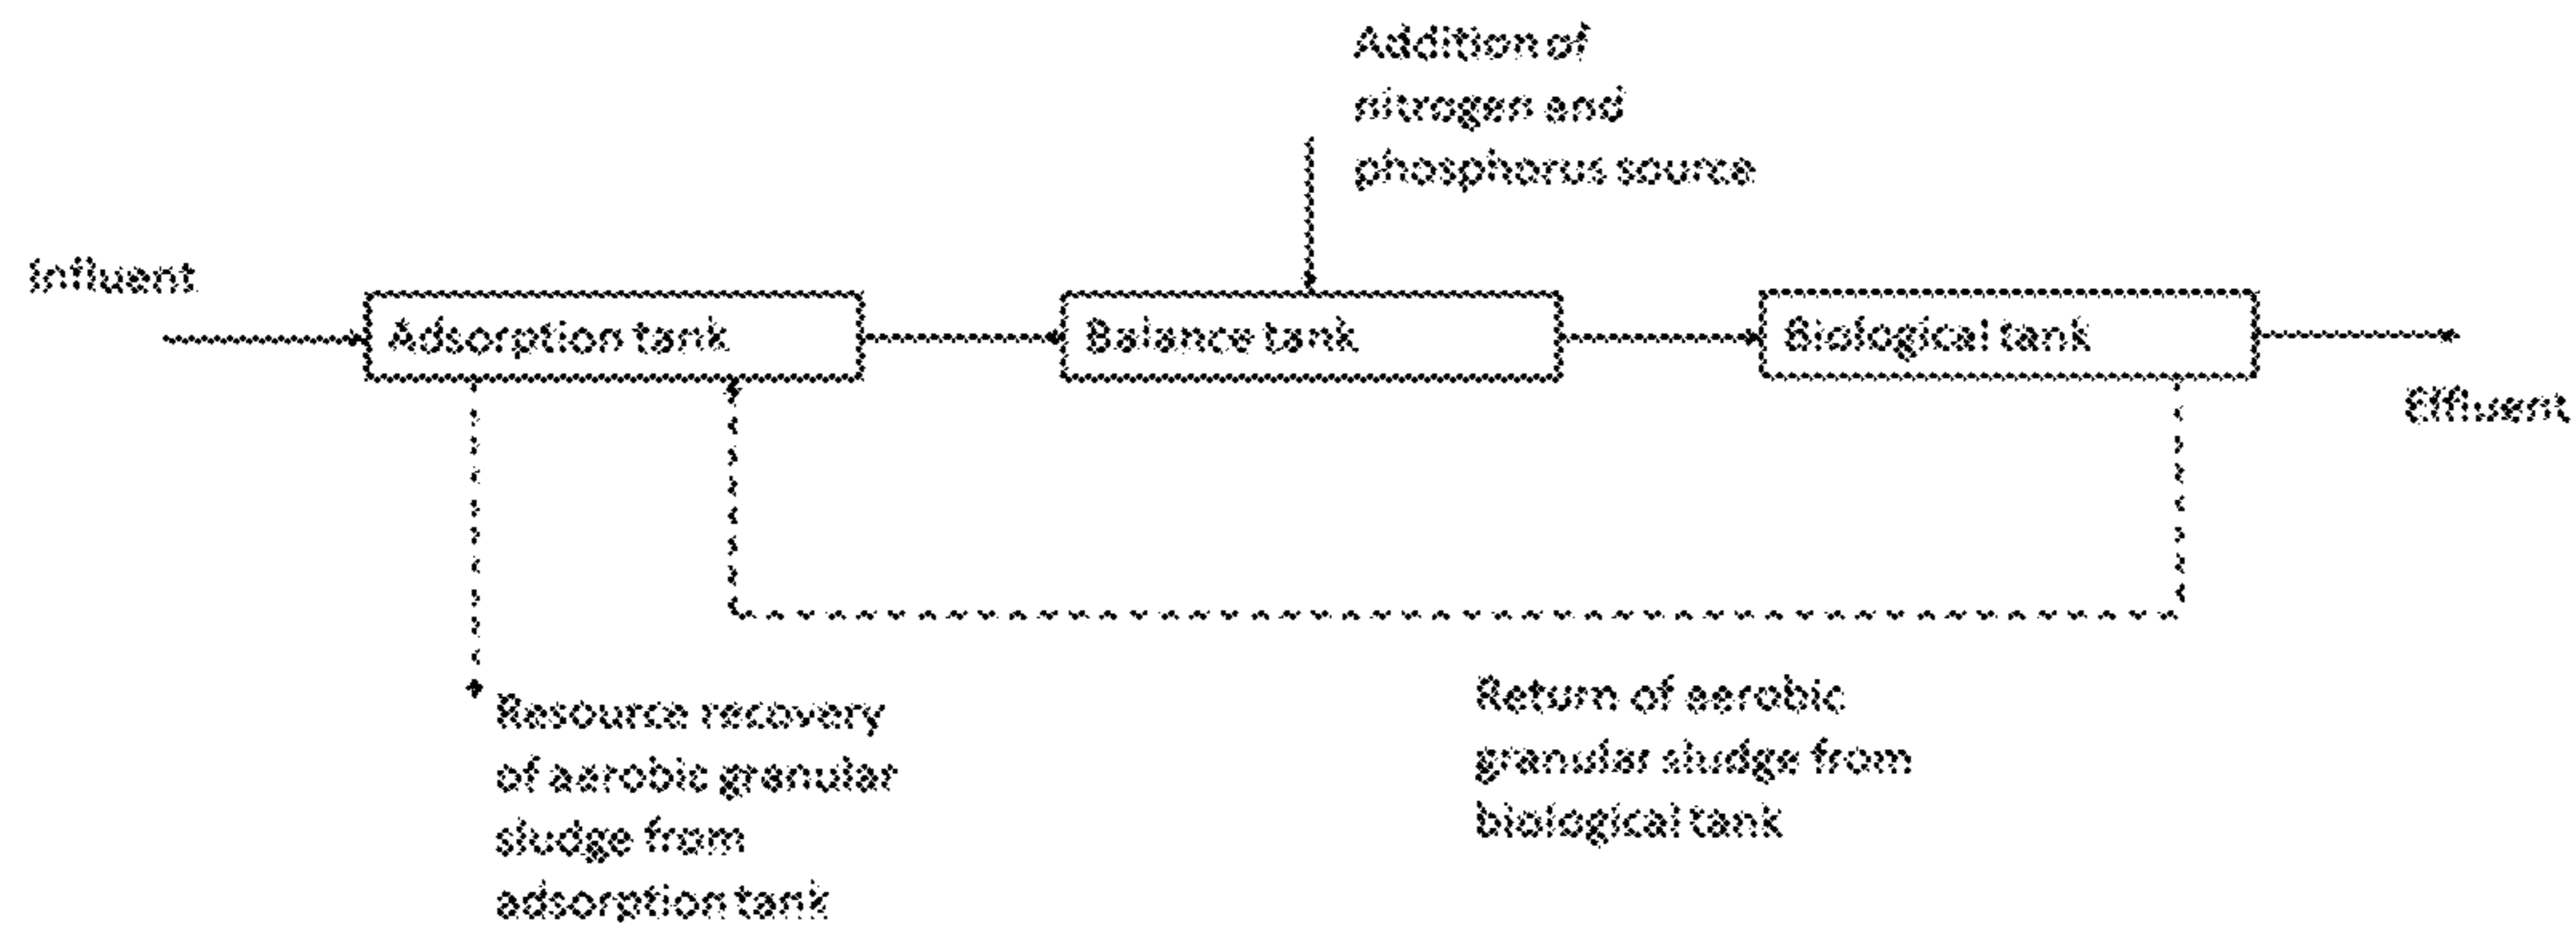 Addition of
nitrogen and
phosphorus source
Influent
Adsorption tank
Balance tank
Biological tank
Effluent
Resource recovery
of aerobic granular
sludge from
adsorption tank
Return of aerobic
granular sludge from
biological tank